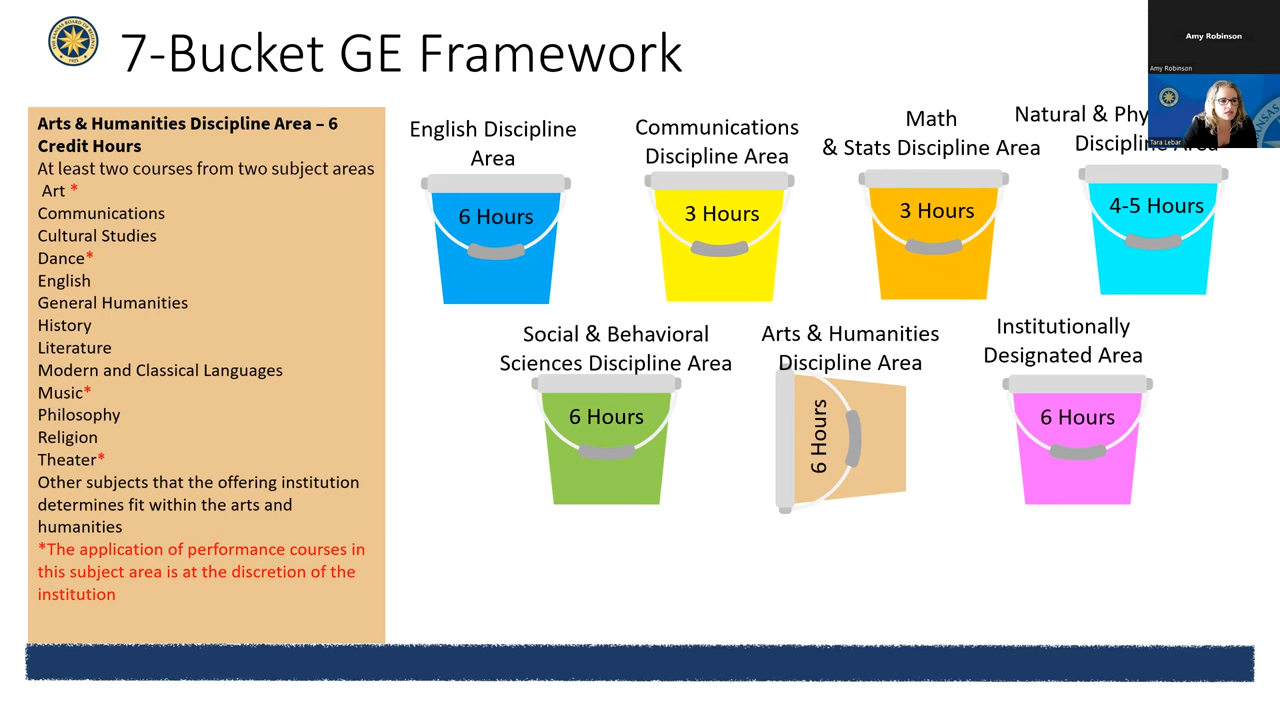 7-Bucket GE Framework
Amy Robinson
Amy Robinson
Tara Lebar
Arts & Humanities Discipline Area – 6
Credit Hours
At least two courses from two subject areas
Art *
Communications
Cultural Studies
Dance*
English
General Humanities
History
Literature
Modern and Classical Languages
Music*
Philosophy
Religion
Theater*
Other subjects that the offering institution
determines fit within the arts and
humanities
*The application of performance courses in
this subject area is at the discretion of the
institution
English Discipline
Area
6 Hours
Communications
Discipline Area
3 Hours
Math
& Stats Discipline Area
3 Hours
Natural &
Discipline Area
4-5 Hours
Social & Behavioral
Sciences Discipline Area
6 Hours
Arts & Humanities
Discipline Area
6 Hours
Institutionally
Designated Area
6 Hours